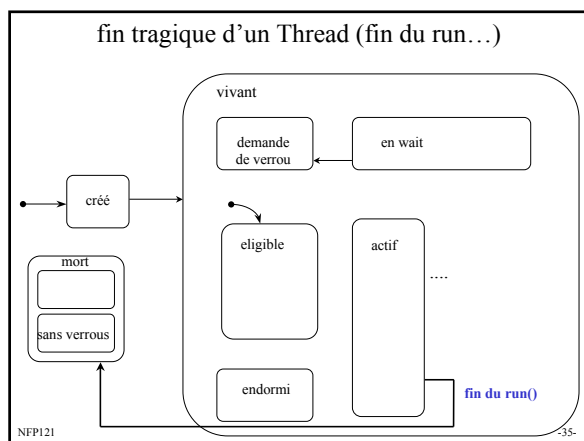 fin tragique d'un Thread (fin du run…)
vivant
demande
de verrou
en wait
créé
eligible
actif
....
mort
sans verrous
endormi
fin du run()
NFP121
-35-